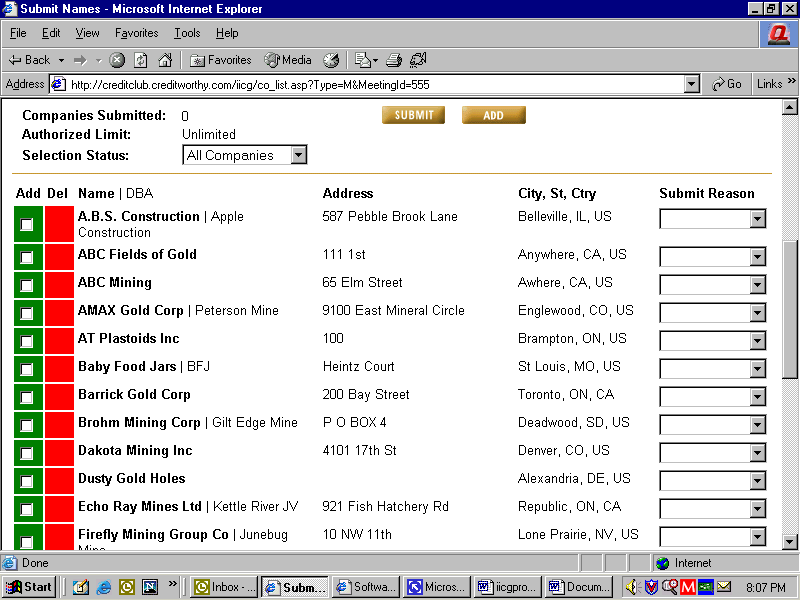 Submit Names - Microsoft Internet Explorer
File Edit View Favorites Tools Help
Back Favorites Media
Address http://creditclub.creditworthy.com/iicg/co_list.asp?Type=M&MeetingId=555 Go Links »
Companies Submitted: 0 SUBMIT ADD
Authorized Limit: Unlimited
Selection Status: All Companies
Add Del Name | DBA Address City, St, Ctry Submit Reason
A.B.S. Construction | Apple 587 Pebble Brook Lane Belleville, IL, US
Construction
ABC Fields of Gold 111 1st Anywhere, CA, US
ABC Mining 65 Elm Street Awhere, CA, US
AMAX Gold Corp | Peterson Mine 9100 East Mineral Circle Englewood, CO, US
AT Plastoids Inc 100 Brampton, ON, US
Baby Food Jars | BFJ Heintz Court St Louis, MO, US
Barrick Gold Corp 200 Bay Street Toronto, ON, CA
Brohm Mining Corp | Gilt Edge Mine P O BOX 4 Deadwood, SD, US
Dakota Mining Inc 4101 17th St Denver, CO, US
Dusty Gold Holes Alexandria, DE, US
Echo Ray Mines Ltd | Kettle River JV 921 Fish Hatchery Rd Republic, ON, CA
Firefly Mining Group Co | Junebug 10 NW 11th Lone Prairie, NV, US
Mine
Done Internet
Start » Inbox - ... Subm... Softwa... Micros... iicgpro... Docum... 8:07 PM